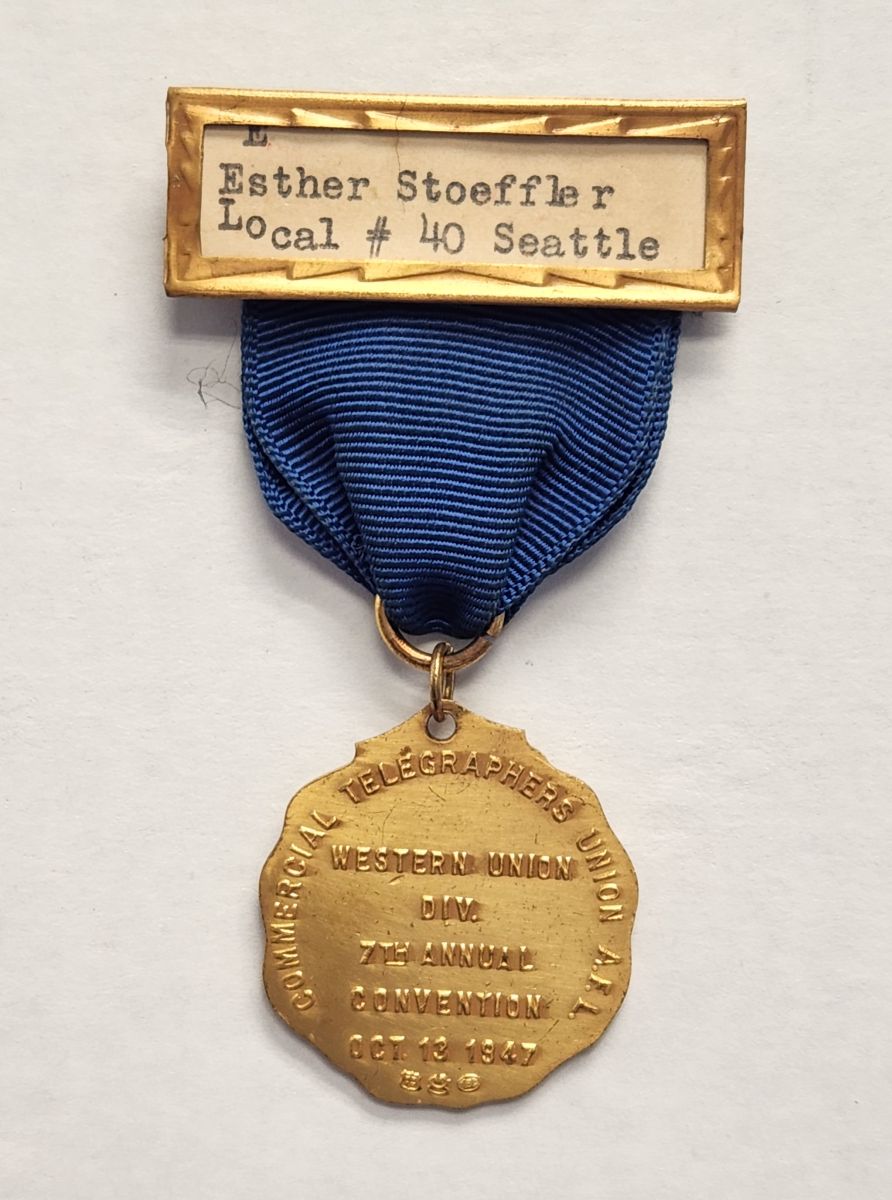 E
Esther Stoeffler
Local # 40 Seattle
COMMERCIAL TELEGRAPHERS UNION A.F.L.
WESTERN UNION
DIV.
7TH ANNUAL
CONVENTION
OCT. 13 1947